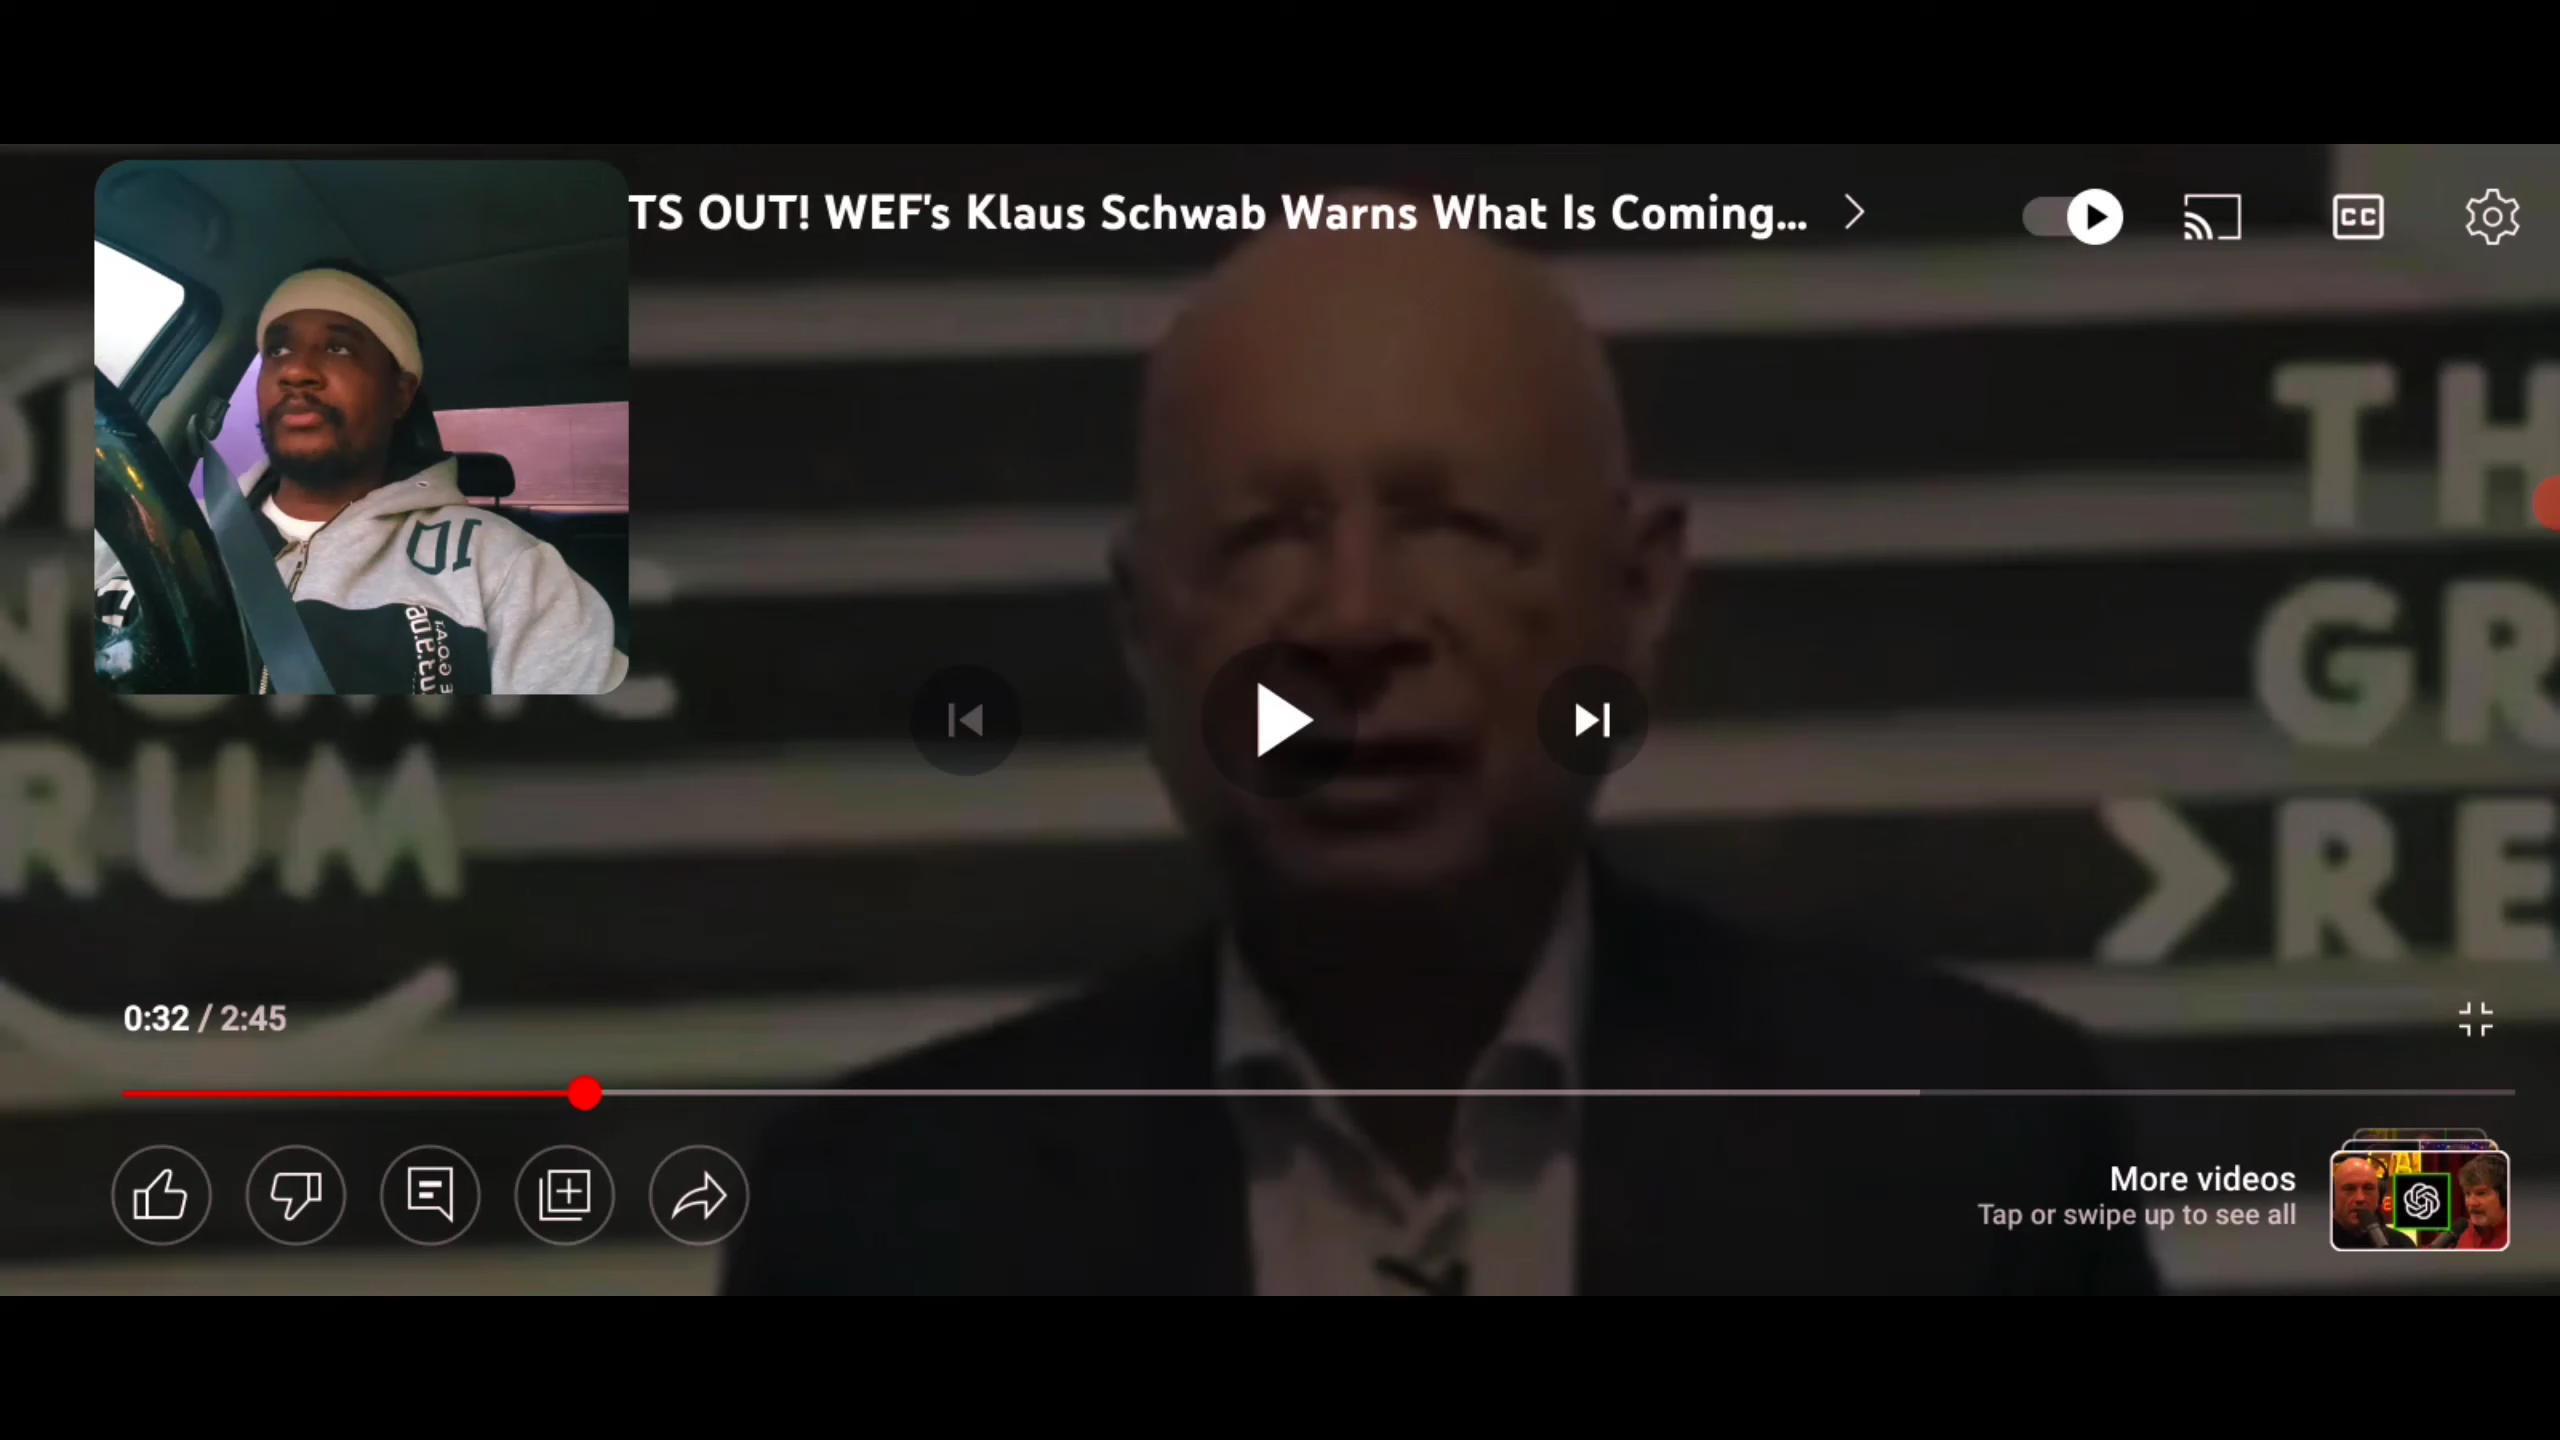 TS OUT! WEF's Klaus Schwab Warns What Is Coming...
CC
TH
GR
RE
RUM
0:32 / 2:45
More videos
Tap or swipe up to see all